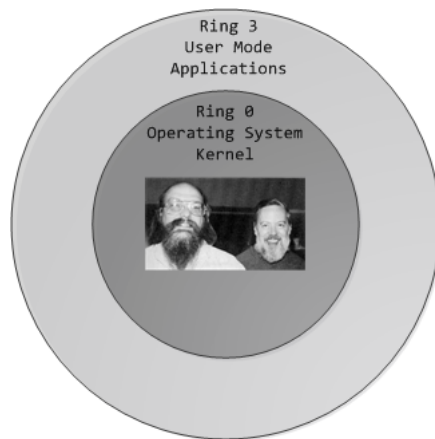 Ring 3
User Mode
Applications
Ring 0
Operating System
Kernel